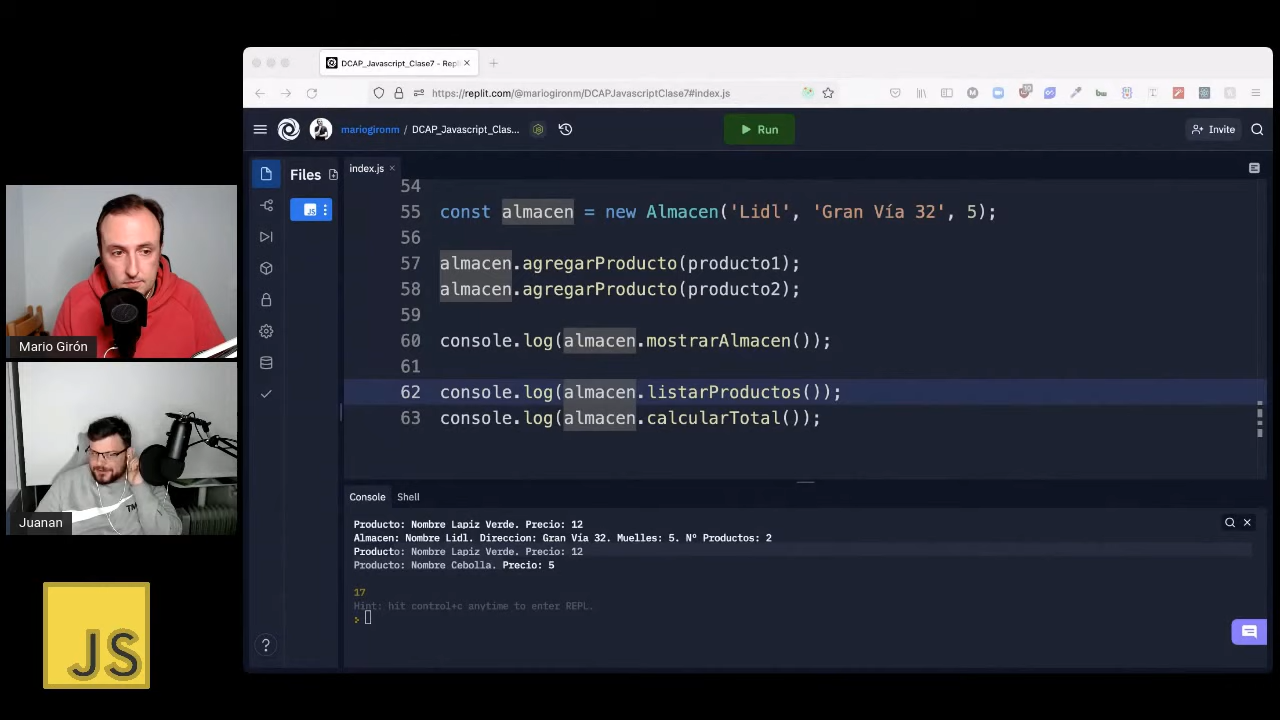 DCAP_Javascript_Clase7 - Repl
https://replit.com/@mariogironm/DCAPJavascriptClase7#index.js
mariogironm / DCAP_Javascript_Clas...
Run
Invite
Files
JS
index.js
54
55 const almacen = new Almacen('Lidl', 'Gran Vía 32', 5);
56
57 almacen.agregarProducto(producto1);
58 almacen.agregarProducto(producto2);
59
60 console.log(almacen.mostrarAlmacen());
61
62 console.log(almacen.listarProductos());
63 console.log(almacen.calcularTotal());
Console Shell
Producto: Nombre Lapiz Verde. Precio: 12
Almacen: Nombre Lidl. Direccion: Gran Vía 32. Muelles: 5. Nº Productos: 2
Producto: Nombre Lapiz Verde. Precio: 12
Producto: Nombre Cebolla. Precio: 5
17
Hint: hit control+c anytime to enter REPL.
Mario Girón
Juanan
JS